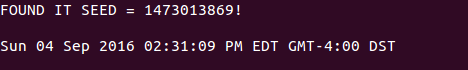 FOUND IT SEED = 1473013869!
Sun 04 Sep 2016 02:31:09 PM EDT GMT-4:00 DST